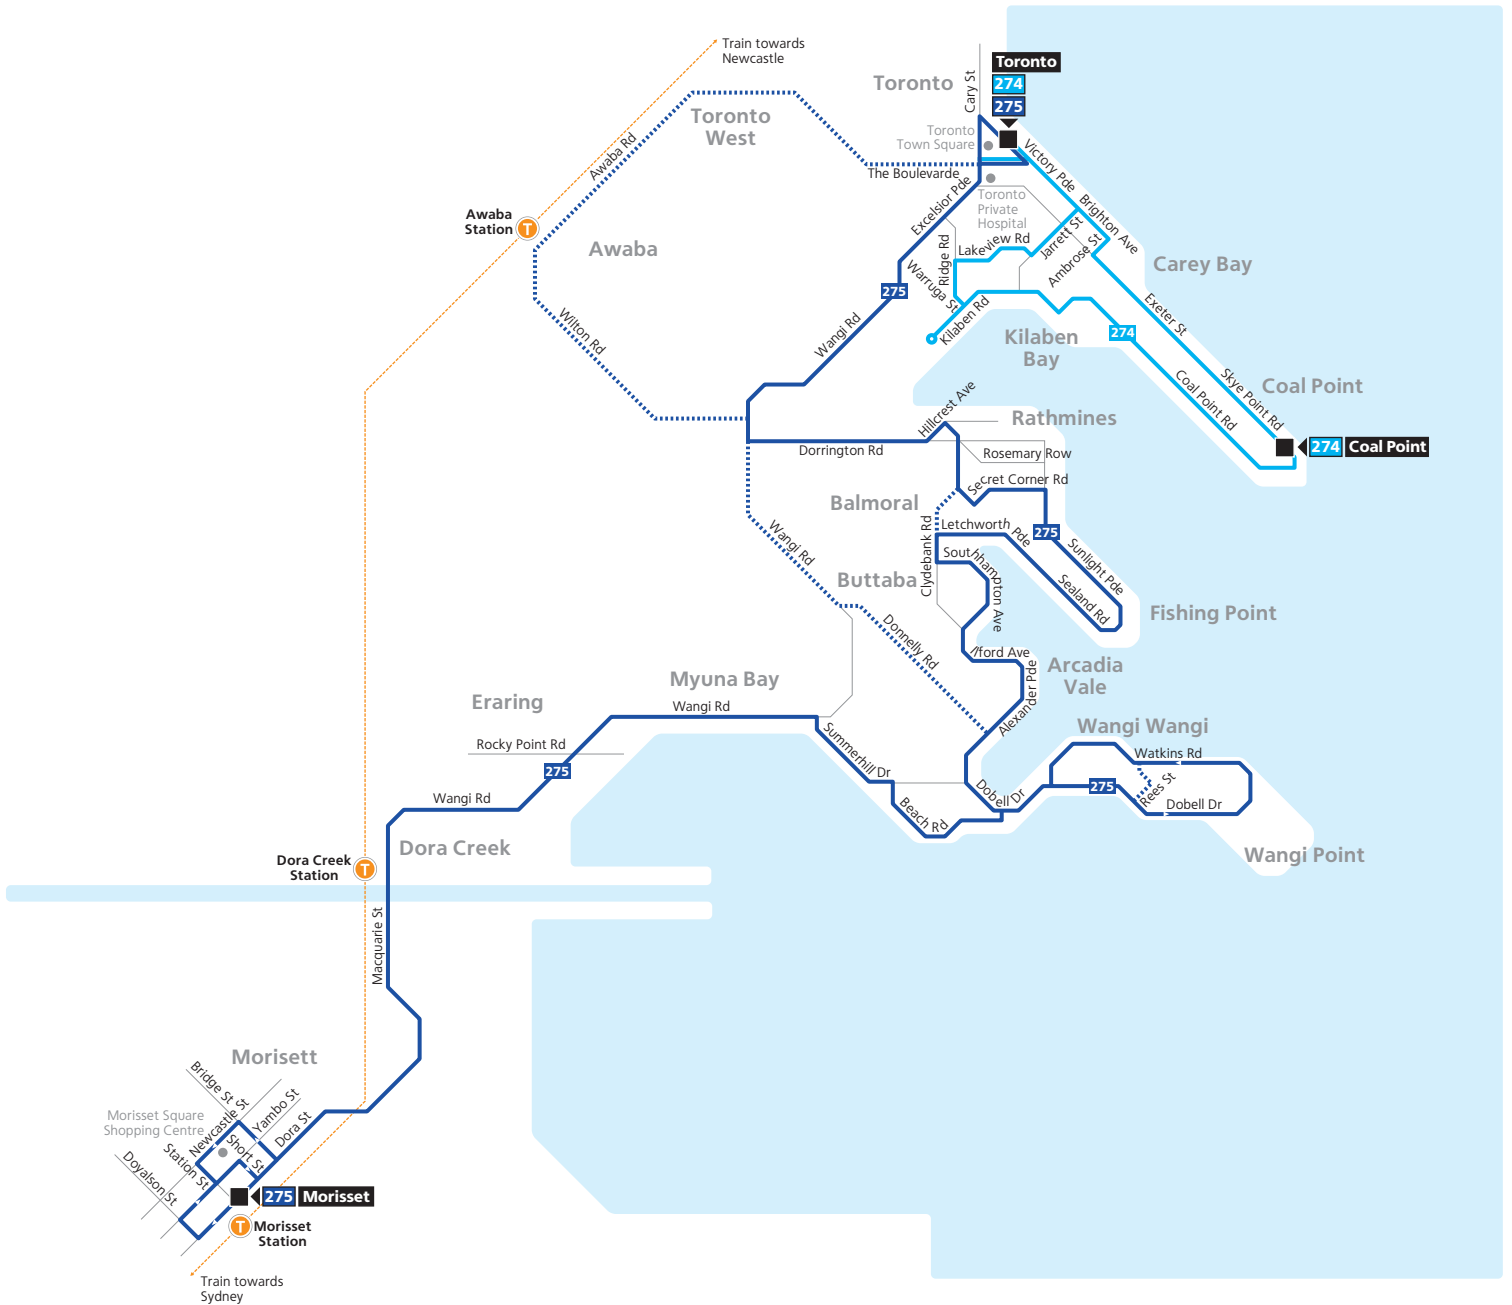 Train towards
Newcastle
Toronto
Toronto
274
275
Cary St
Toronto
West
Toronto
Town Square
Awaba Rd
The Boulevarde
Victory Pde
Toronto
Private
Hospital
Excelsior Pde
Brighton Ave
Awaba
Station
T
Awaba
Lakeview Rd
Jarrett St
Ambrose St
Carey Bay
Ridge Rd
Warruga St
275
Kilaben Rd
Exeter St
Wilton Rd
Wangi Rd
Kilaben
Bay
274
Coal Point
Skye Point Rd
Coal Point Rd
Hillcrest Ave
Rathmines
274
Coal Point
Dorrington Rd
Rosemary Row
Secret Corner Rd
Balmoral
Letchworth Pde
Clydebank Rd
275
Wangi Rd
Southhampton Ave
Sunlight Pde
Buttaba
Sealand Rd
Fishing Point
Donnelly Rd
Ilford Ave
Arcadia
Vale
Alexander Pde
Myuna Bay
Eraring
Wangi Rd
Wangi Wangi
Rocky Point Rd
Summerhill Dr
Watkins Rd
275
Dobell Dr
275
Rees St
Dobell Dr
Wangi Rd
Beach Rd
Dora Creek
Wangi Point
Dora Creek
Station
T
Macquarie St
Morisett
Bridge St
Newcastle St
Yambo St
Morisset Square
Shopping Centre
Dora St
Short St
Station St
Doyalson St
275
Morisset
T
Morisset
Station
Train towards
Sydney